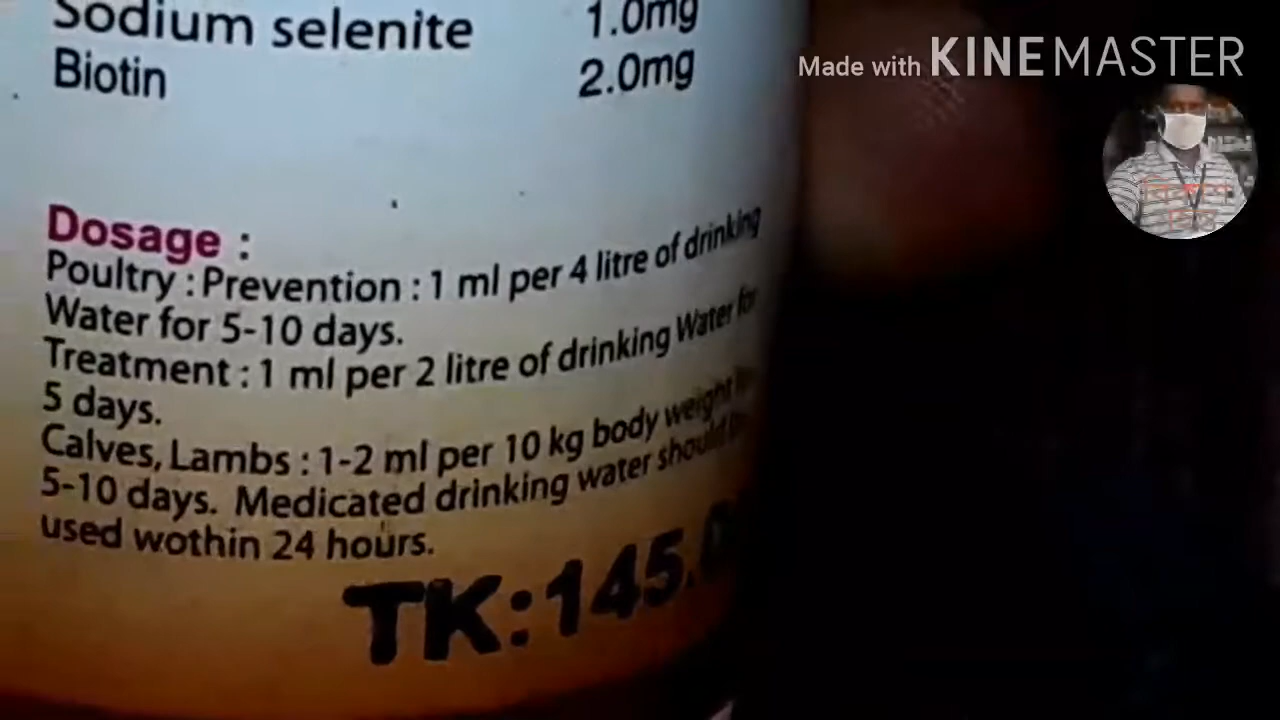 Sodium selenite 1.0mg
Biotin 2.0mg
Made with KINEMASTER
Dosage :
Poultry : Prevention : 1 ml per 4 litre of drinking
Water for 5-10 days.
Treatment : 1 ml per 2 litre of drinking Water for
5 days.
Calves, Lambs : 1-2 ml per 10 kg body weight
5-10 days. Medicated drinking water should
used wothin 24 hours.
TK:145.0